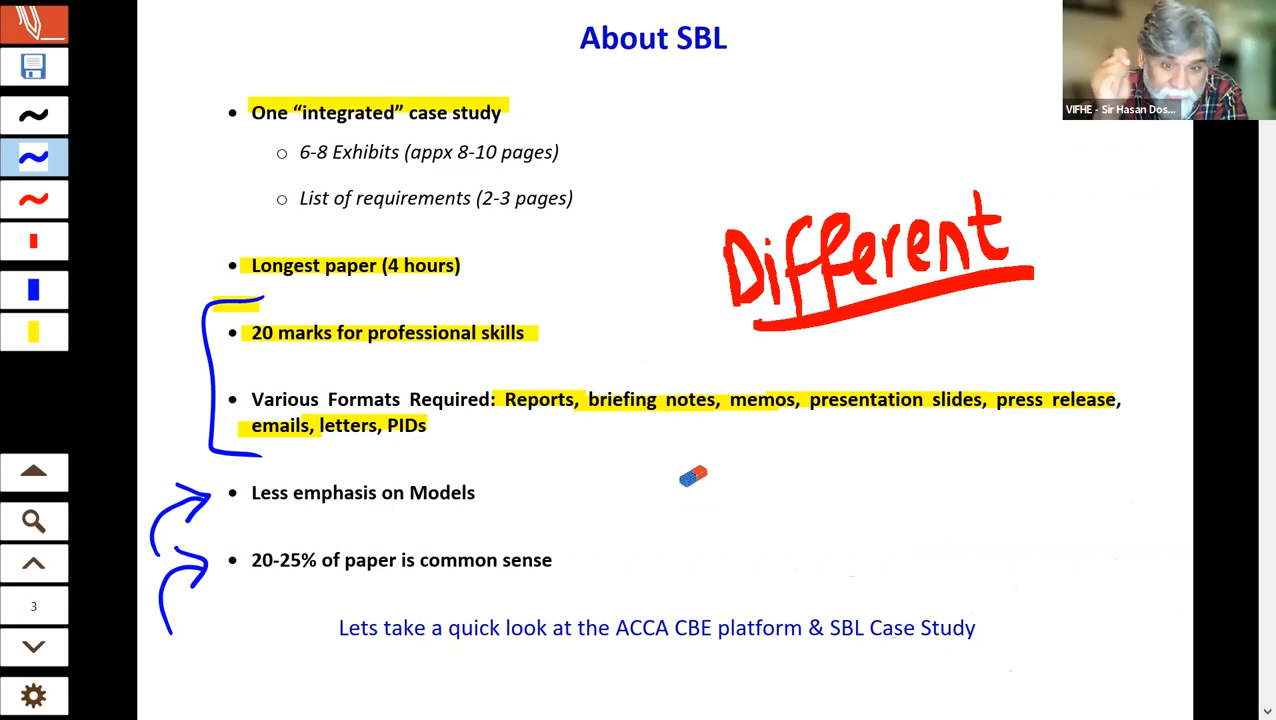 About SBL
VIFHE - Sir Hasan Dos...
• One “integrated” case study
o 6-8 Exhibits (appx 8-10 pages)
o List of requirements (2-3 pages)
Different
• Longest paper (4 hours)
• 20 marks for professional skills
• Various Formats Required: Reports, briefing notes, memos, presentation slides, press release,
emails, letters, PIDs
• Less emphasis on Models
• 20-25% of paper is common sense
3
Lets take a quick look at the ACCA CBE platform & SBL Case Study